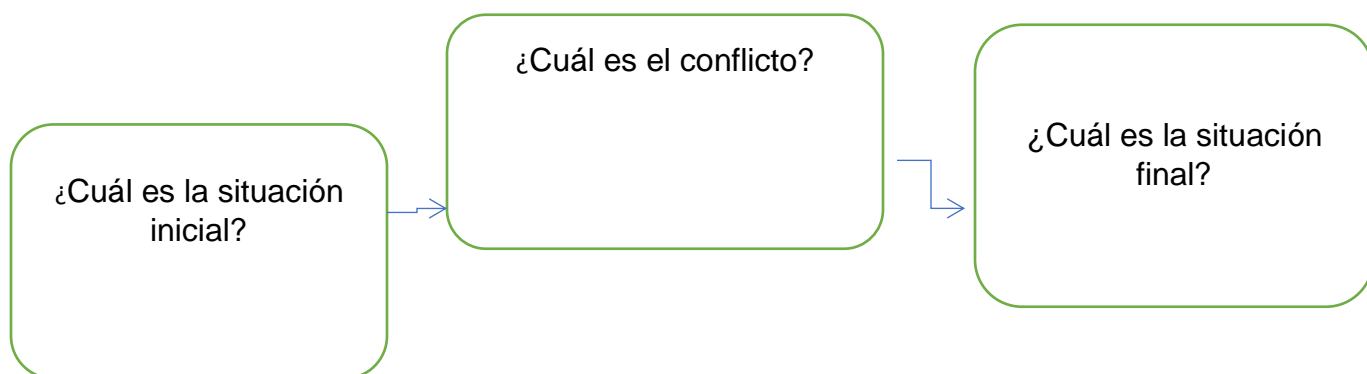 ¿Cuál es la situación
inicial?
¿Cuál es el conflicto?
¿Cuál es la situación
final?